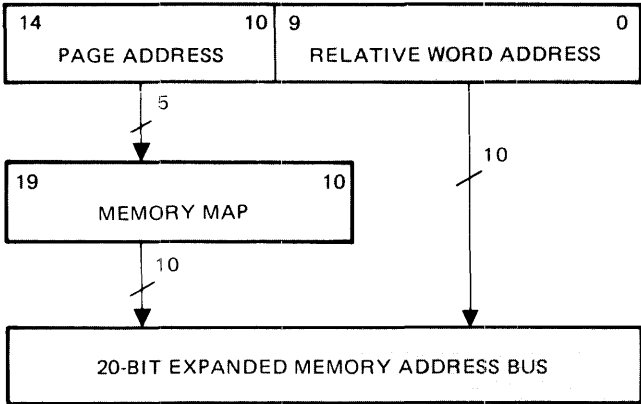 14 10 9 0
PAGE ADDRESS RELATIVE WORD ADDRESS
5
10
19 10
MEMORY MAP
10
20-BIT EXPANDED MEMORY ADDRESS BUS